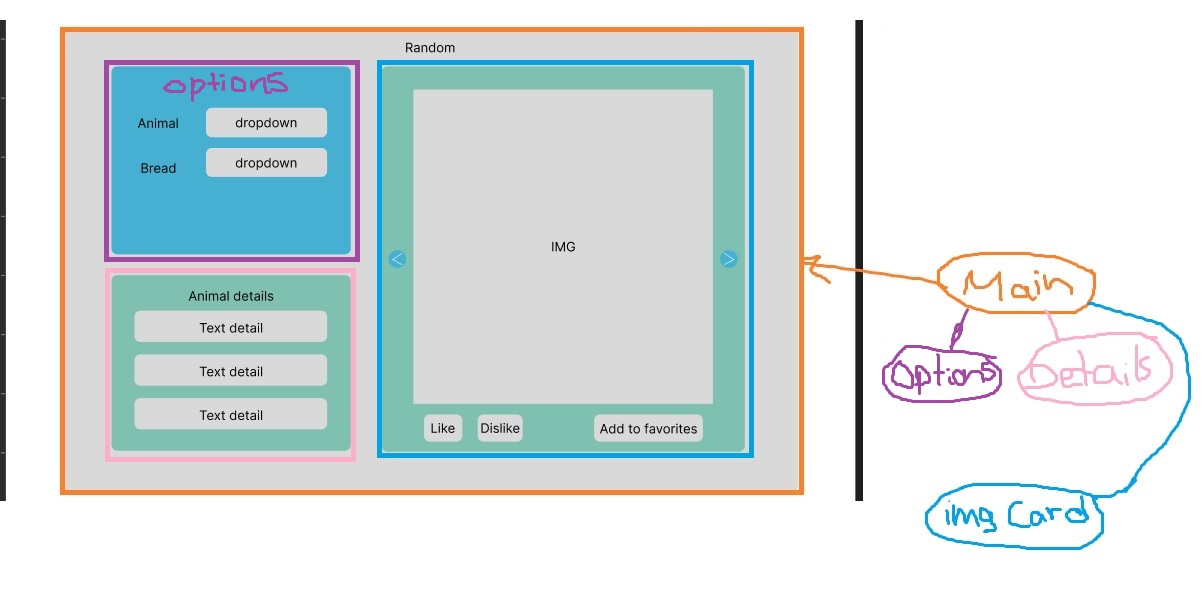 Random
options
Animal dropdown
Bread dropdown
Animal details
Text detail
Text detail
Text detail
<
IMG
>
Like Dislike Add to favorites
Main
Options
Details
img Card